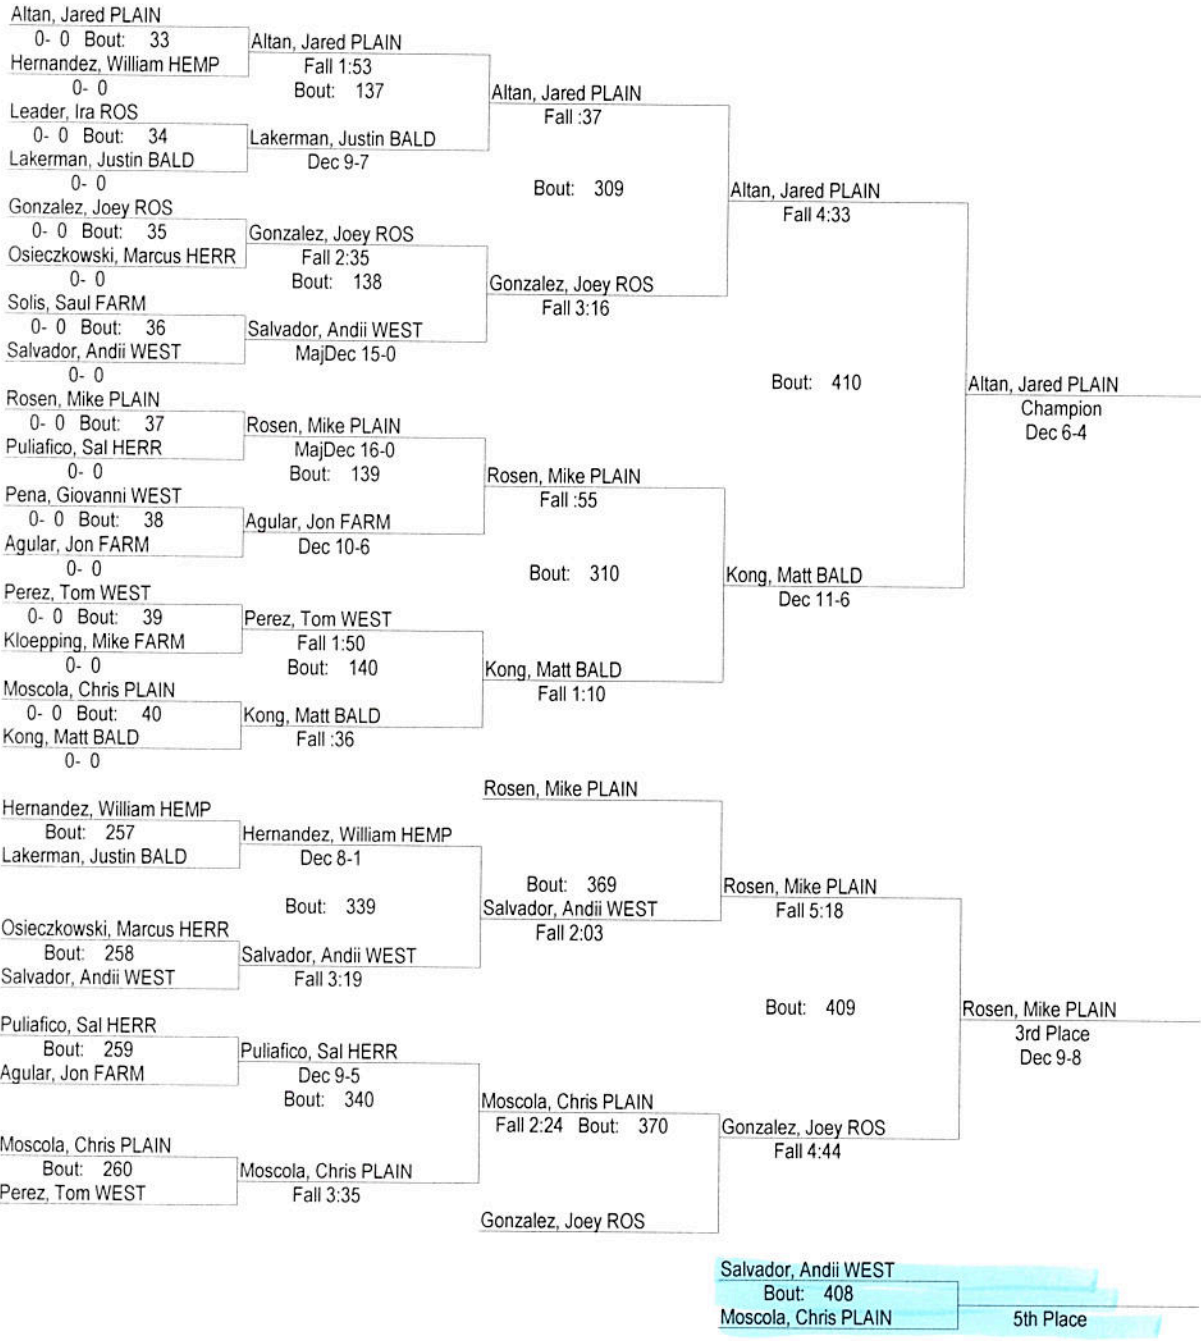 Altan, Jared PLAIN
0- 0 Bout: 33
Hernandez, William HEMP
0- 0
Leader, Ira ROS
0- 0 Bout: 34
Lakerman, Justin BALD
0- 0
Gonzalez, Joey ROS
0- 0 Bout: 35
Osieczkowski, Marcus HERR
0- 0
Solis, Saul FARM
0- 0 Bout: 36
Salvador, Andii WEST
0- 0
Rosen, Mike PLAIN
0- 0 Bout: 37
Puliafico, Sal HERR
0- 0
Pena, Giovanni WEST
0- 0 Bout: 38
Agular, Jon FARM
0- 0
Perez, Tom WEST
0- 0 Bout: 39
Kloepping, Mike FARM
0- 0
Moscola, Chris PLAIN
0- 0 Bout: 40
Kong, Matt BALD
0- 0
Altan, Jared PLAIN
Fall 1:53
Bout: 137
Lakerman, Justin BALD
Dec 9-7
Gonzalez, Joey ROS
Fall 2:35
Bout: 138
Salvador, Andii WEST
MajDec 15-0
Rosen, Mike PLAIN
MajDec 16-0
Bout: 139
Agular, Jon FARM
Dec 10-6
Perez, Tom WEST
Fall 1:50
Bout: 140
Kong, Matt BALD
Fall :36
Altan, Jared PLAIN
Fall :37
Bout: 309
Gonzalez, Joey ROS
Fall 3:16
Rosen, Mike PLAIN
Fall :55
Bout: 310
Kong, Matt BALD
Fall 1:10
Altan, Jared PLAIN
Fall 4:33
Bout: 410
Kong, Matt BALD
Dec 11-6
Altan, Jared PLAIN
Champion
Dec 6-4
Hernandez, William HEMP
Bout: 257
Lakerman, Justin BALD
Osieczkowski, Marcus HERR
Bout: 258
Salvador, Andii WEST
Puliafico, Sal HERR
Bout: 259
Agular, Jon FARM
Moscola, Chris PLAIN
Bout: 260
Perez, Tom WEST
Hernandez, William HEMP
Dec 8-1
Bout: 339
Salvador, Andii WEST
Fall 3:19
Puliafico, Sal HERR
Dec 9-5
Bout: 340
Moscola, Chris PLAIN
Fall 3:35
Rosen, Mike PLAIN
Bout: 369
Salvador, Andii WEST
Fall 2:03
Moscola, Chris PLAIN
Fall 2:24 Bout: 370
Gonzalez, Joey ROS
Rosen, Mike PLAIN
Fall 5:18
Bout: 409
Gonzalez, Joey ROS
Fall 4:44
Rosen, Mike PLAIN
3rd Place
Dec 9-8
Salvador, Andii WEST
Bout: 408
Moscola, Chris PLAIN
5th Place